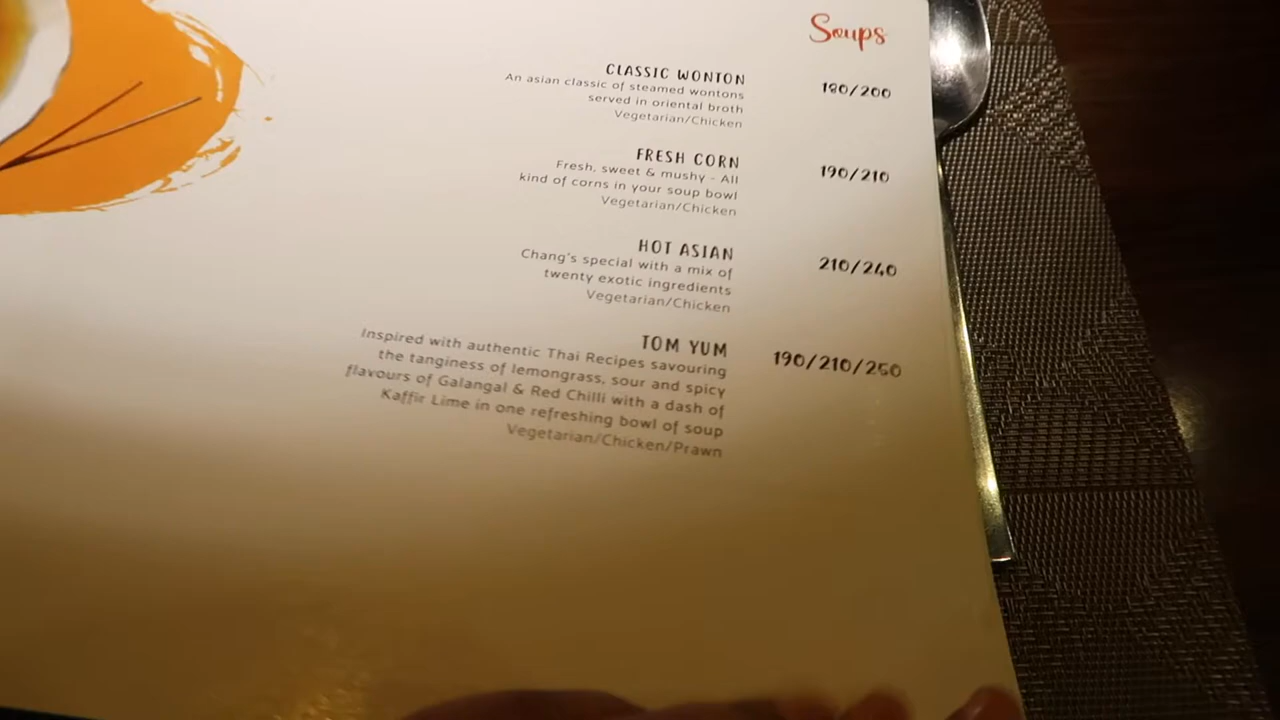 Soups
CLASSIC WONTON 180/200
An asian classic of steamed wontons
served in oriental broth
Vegetarian/Chicken
FRESH CORN 190/210
Fresh, sweet & mushy - All
kind of corns in your soup bowl
Vegetarian/Chicken
HOT ASIAN 210/240
Chang's special with a mix of
twenty exotic ingredients
Vegetarian/Chicken
TOM YUM 190/210/250
Inspired with authentic Thai Recipes savouring
the tanginess of lemongrass, sour and spicy
flavours of Galangal & Red Chilli with a dash of
Kaffir Lime in one refreshing bowl of soup
Vegetarian/Chicken/Prawn